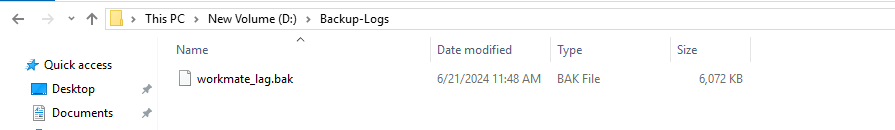 This PC > New Volume (D:) > Backup-Logs
Name Date modified Type Size
Quick access
workmate_lag.bak 6/21/2024 11:48 AM BAK File 6,072 KB
Desktop
Documents